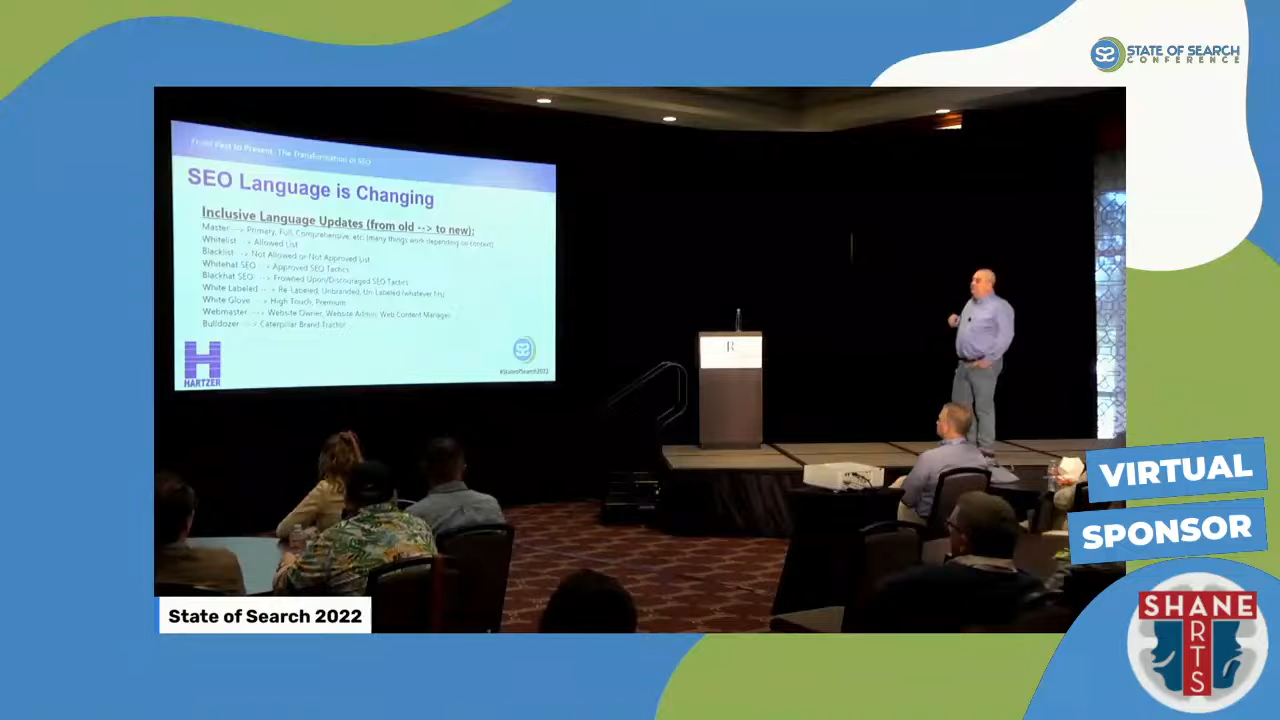 STATE OF SEARCH
CONFERENCE
From Past to Present: The Transformation of SEO
SEO Language is Changing
Inclusive Language Updates (from old --> to new):
Master --> Primary, Full, Comprehensive, etc. (many things work depending on context)
Whitelist --> Allowed List
Blacklist --> Not Allowed or Not Approved List
Whitehat SEO --> Approved SEO Tactics
Blackhat SEO --> Frowned Upon/Discouraged SEO Tactics
White Labeled --> Re-Labeled, Unbranded, Un-Labeled (whatever fits)
White Glove --> High Touch, Premium
Webmaster --> Website Owner, Website Admin, Web Content Manager
Bulldozer --> Caterpillar Brand Tractor
HARTZER
#StateofSearch2022
R
State of Search 2022
VIRTUAL
SPONSOR
SHANE
ARTS